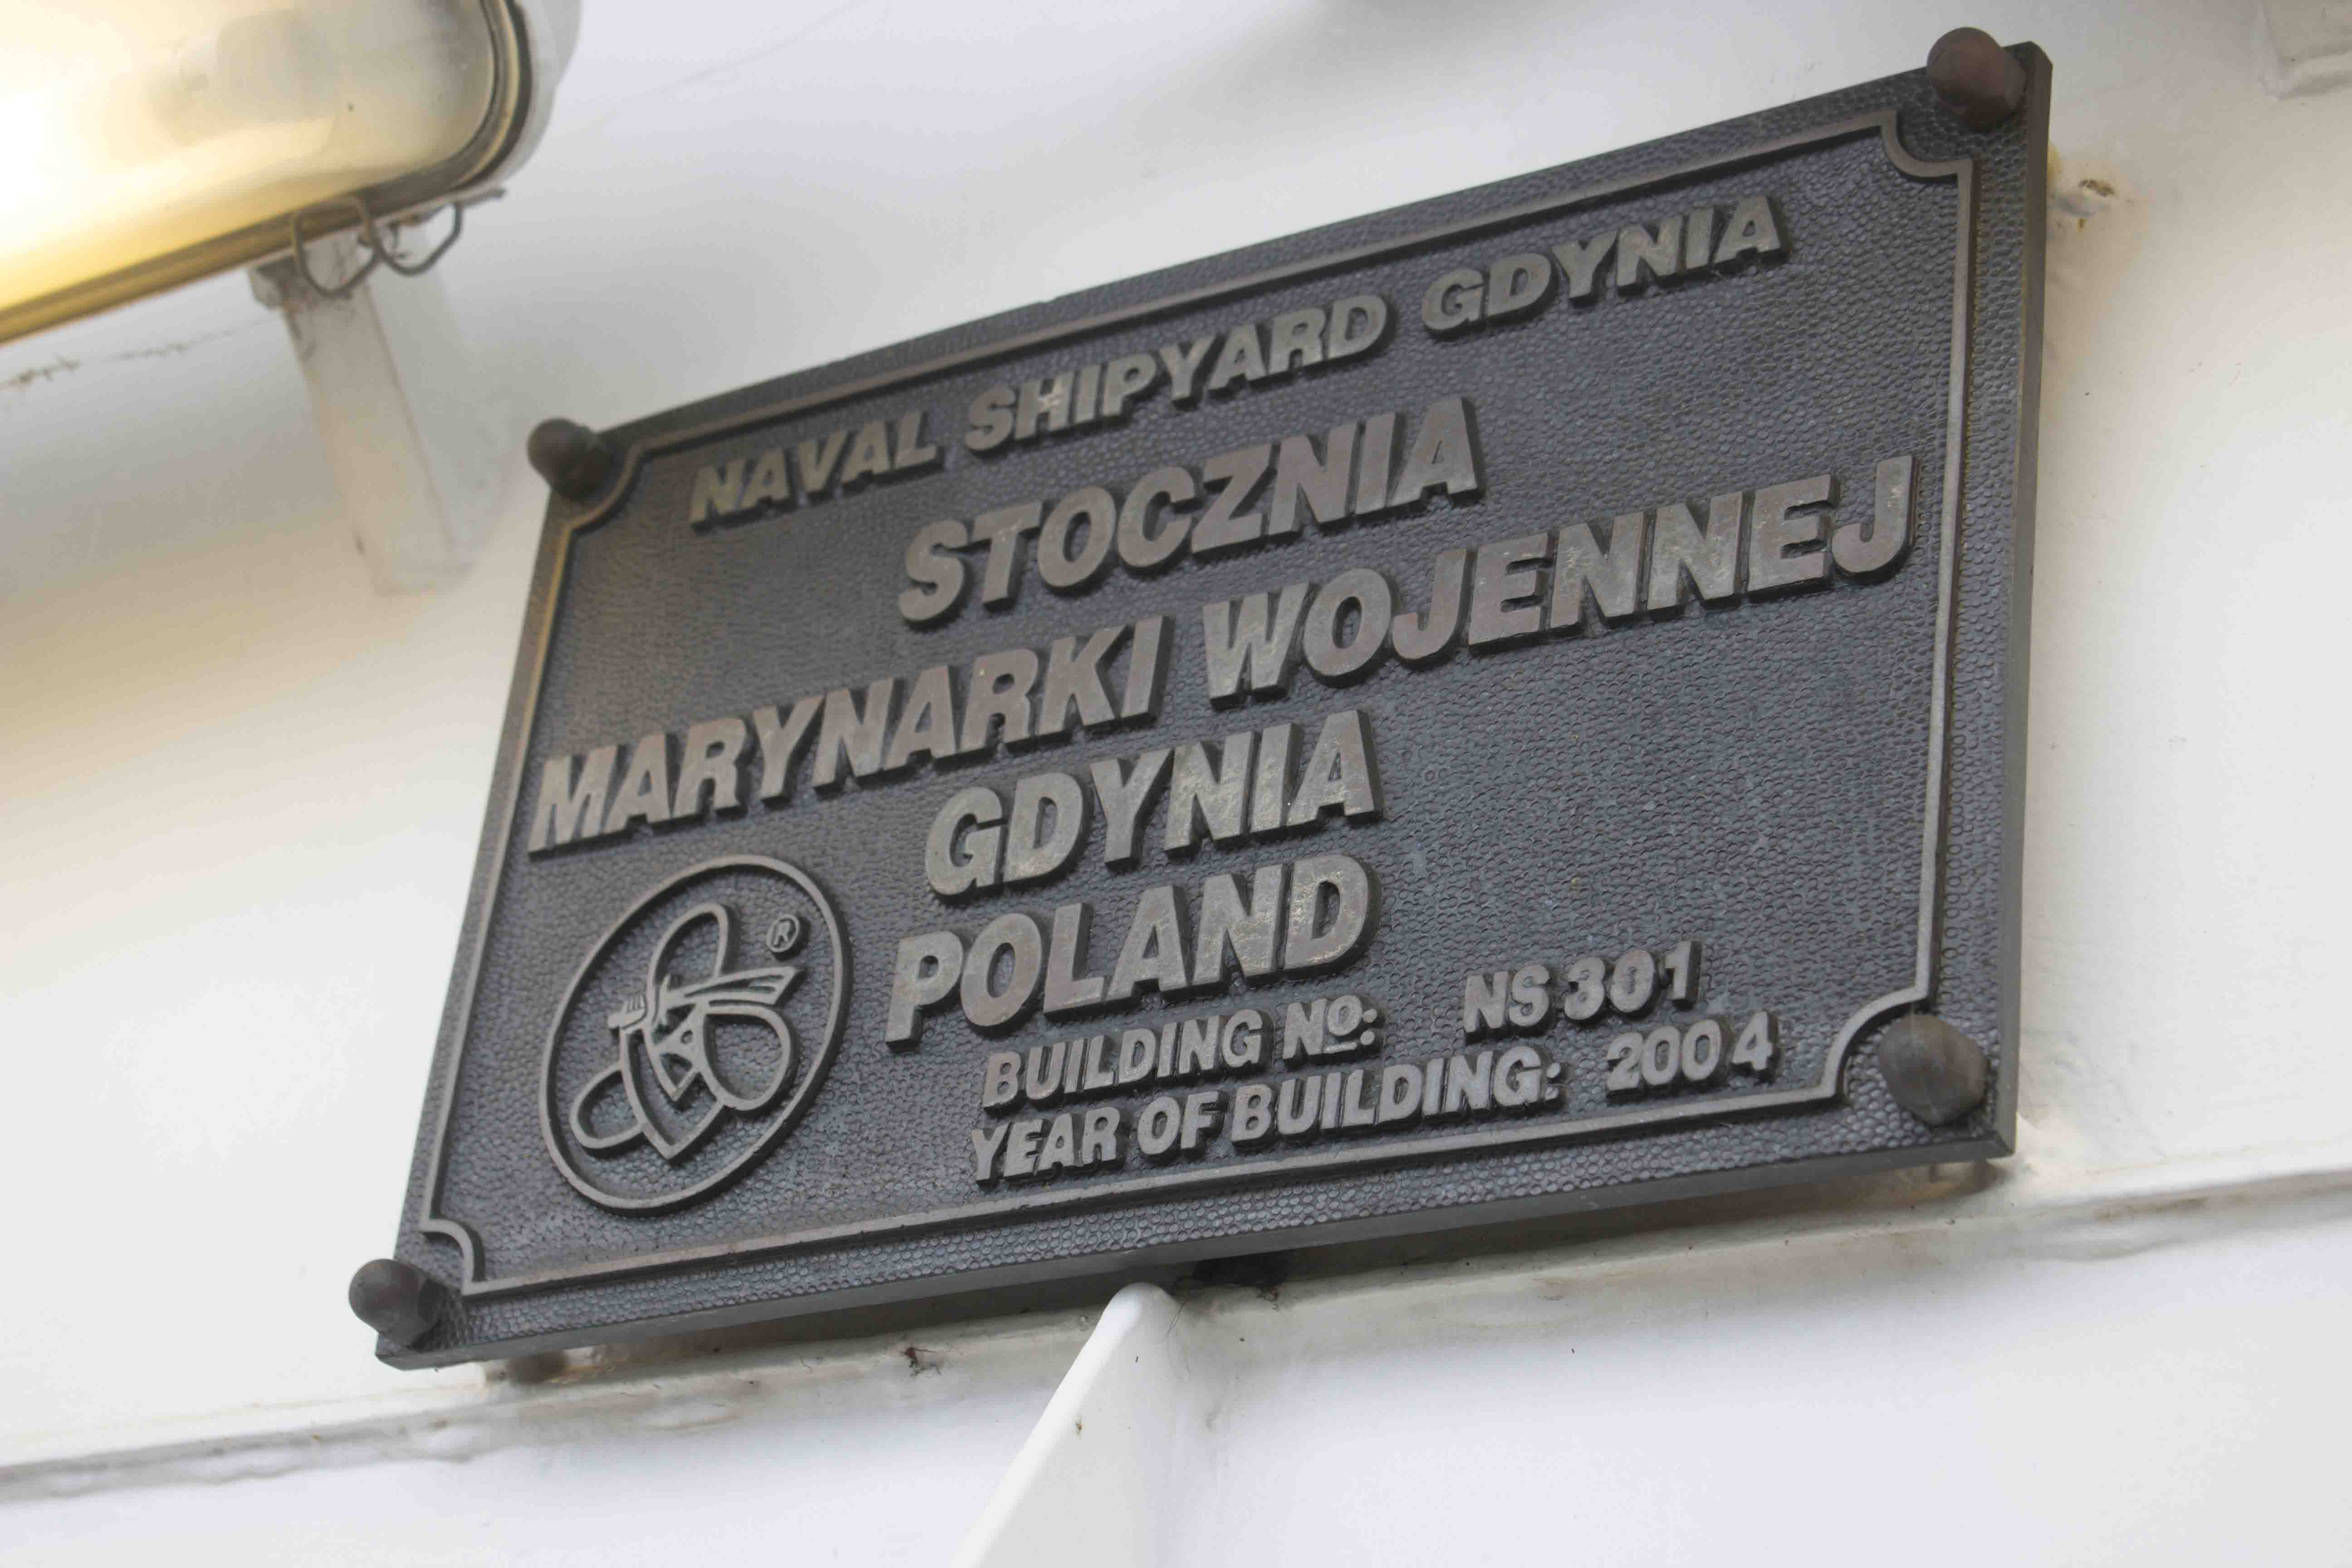 NAVAL SHIPYARD GDYNIA
STOCZNIA
MARYNARKI WOJENNEJ
GDYNIA
POLAND
®
BUILDING Nº: NS 301
YEAR OF BUILDING: 2004